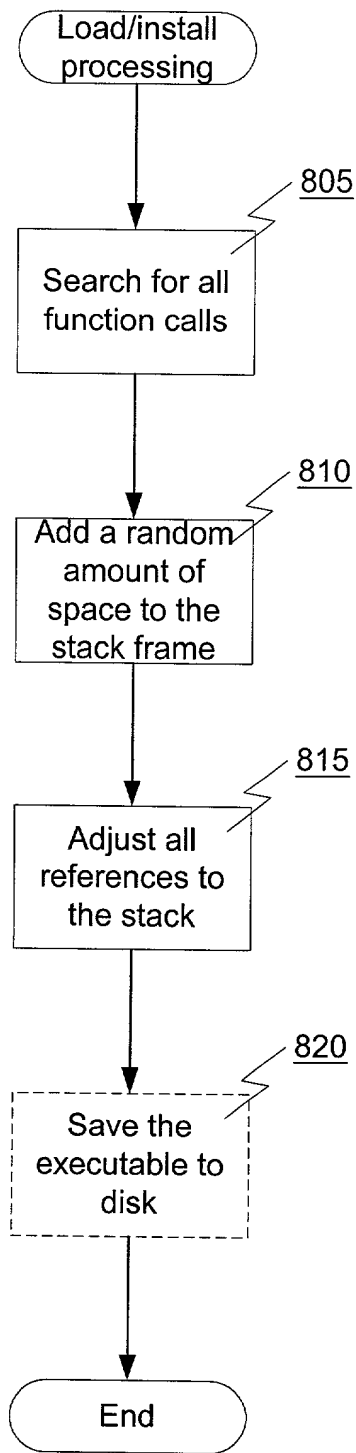 Load/install
processing
805
Search for all
function calls
810
Add a random
amount of
space to the
stack frame
815
Adjust all
references to
the stack
820
Save the
executable to
disk
End